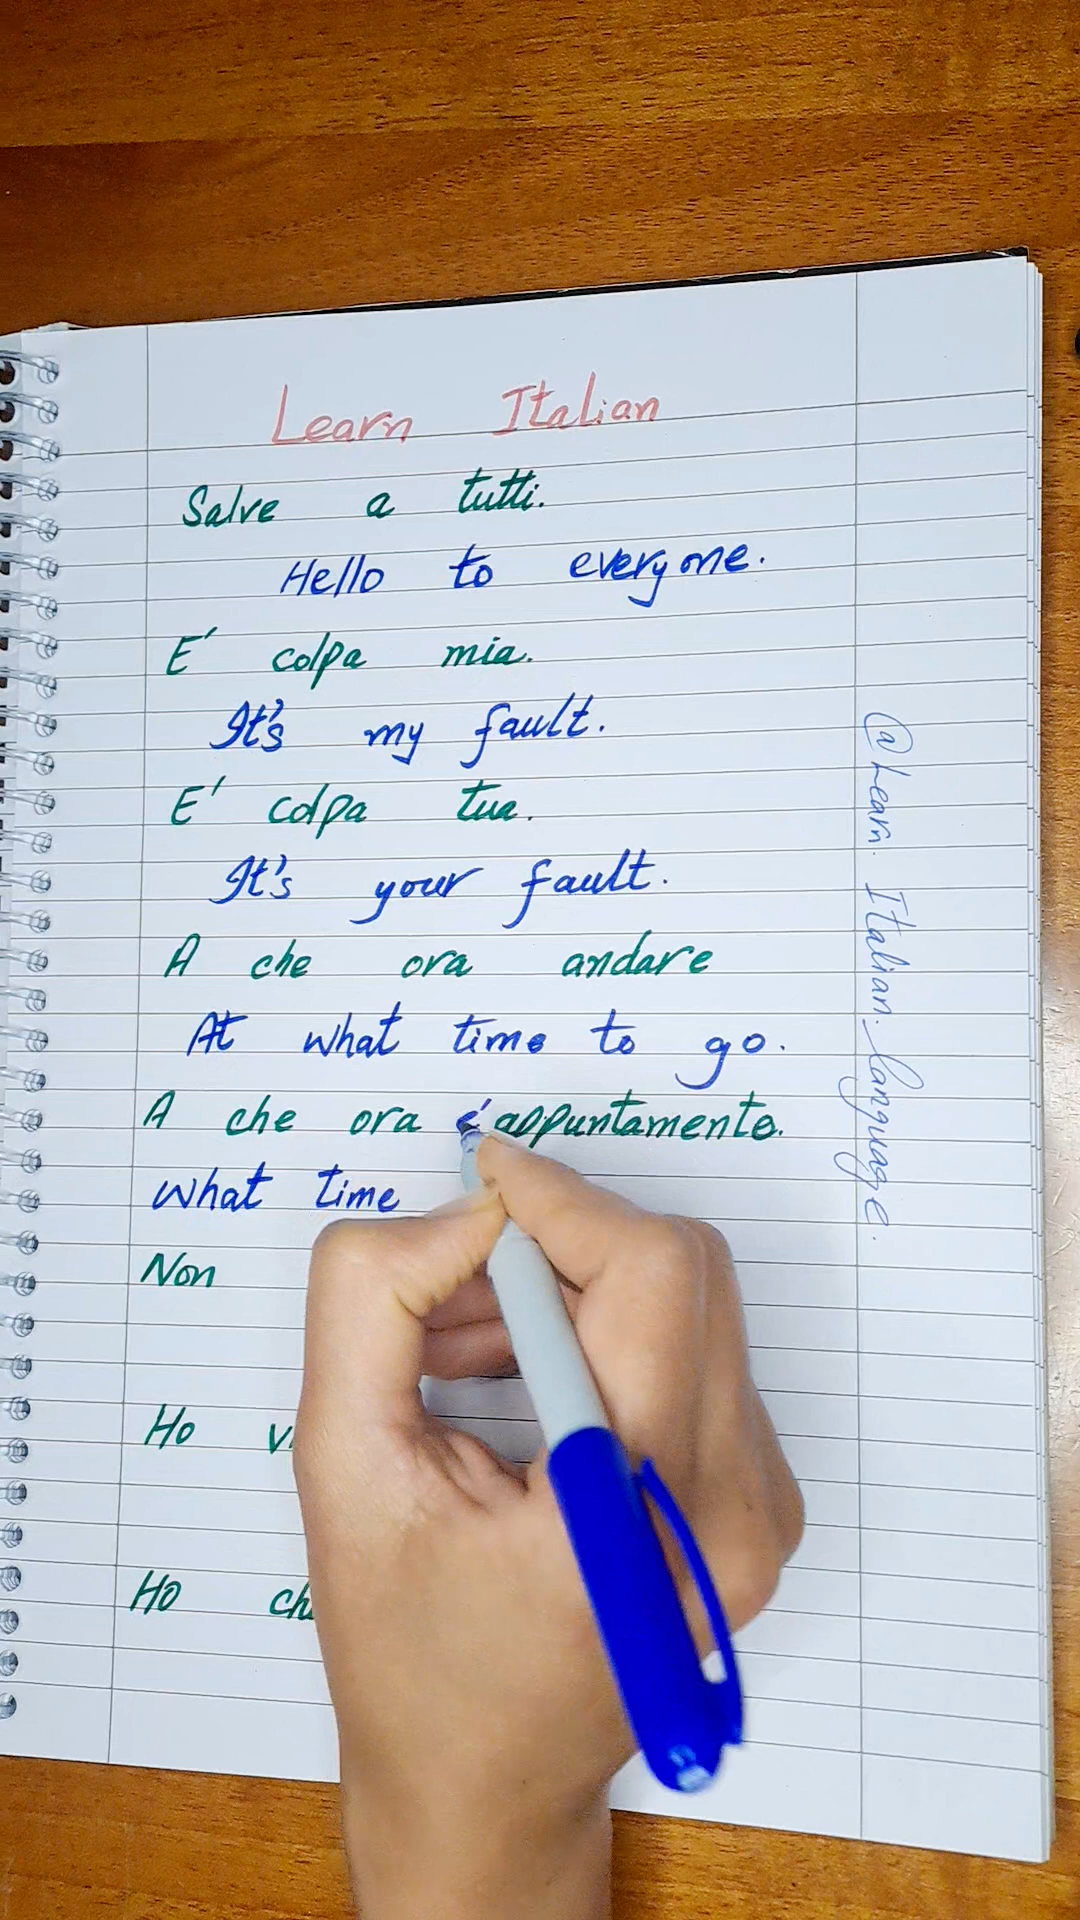 Learn Italian
Salve a tutti.
Hello to everyone.
E' colpa mia.
It's my fault.
E' colpa tua.
It's your fault.
A che ora andare
At what time to go.
A che ora é appuntamento.
What time
Non
Ho
Ho
@Learn. Italian._language.